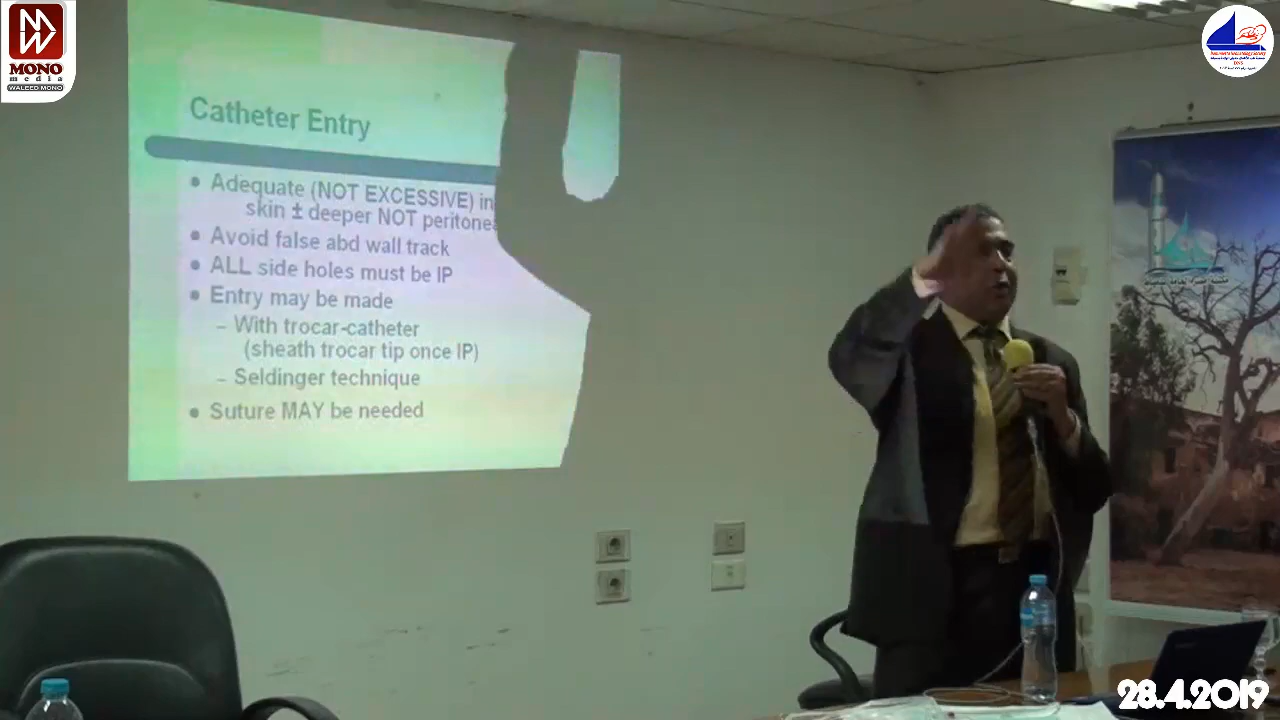 MONO
media
WALEED MONO
DNS
Catheter Entry
• Adequate (NOT EXCESSIVE) in
skin ± deeper NOT peritone
• Avoid false abd wall track
• ALL side holes must be IP
• Entry may be made
– With trocar-catheter
(sheath trocar tip once IP)
– Seldinger technique
• Suture MAY be needed
28.4.2019